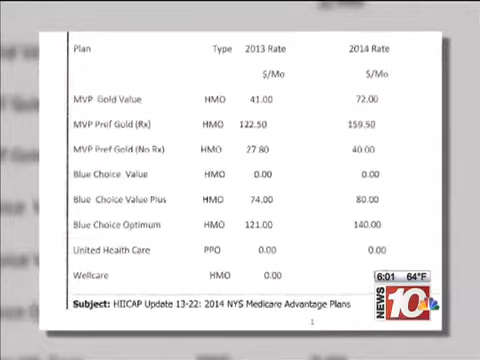 Plan Type 2013 Rate 2014 Rate
$/Mo $/Mo
MVP Gold Value HMO 41.00 72.00
MVP Pref Gold (Rx) HMO 122.50 159.50
MVP Pref Gold (No Rx) HMO 27.80 40.00
Blue Choice Value HMO 0.00 0.00
Blue Choice Value Plus HMO 74.00 80.00
Blue Choice Optimum HMO 121.00 140.00
United Health Care PPO 0.00 0.00
Wellcare HMO 0.00
6:01 64°F
NEWS 10
Subject: HIICAP Update 13-22: 2014 NYS Medicare Advantage Plans
1